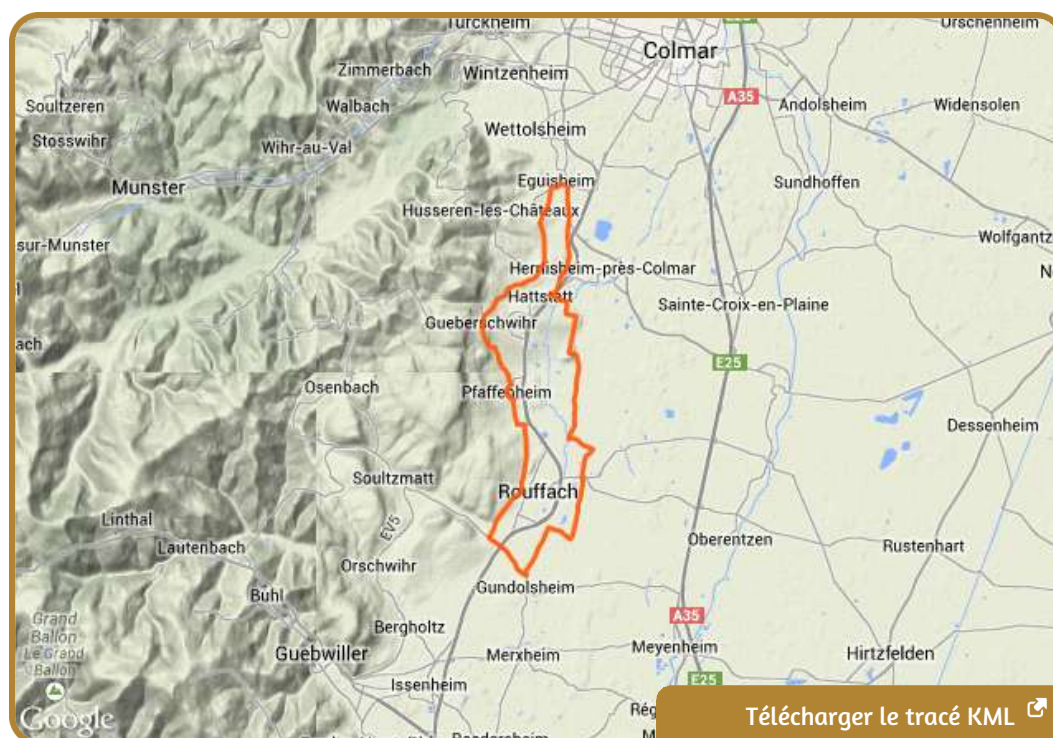 Turckheim
Urschenheim
Colmar
Zimmerbach
Wintzenheim
A35
Soultzeren
Walbach
Andolsheim
Widensolen
Stosswihr
Wettolsheim
Wihr-au-Val
Munster
Eguisheim
Sundhoffen
Husseren-les-Châteaux
sur-Munster
Wolfgantz
Herrlisheim-près-Colmar
N
Hattstatt
Sainte-Croix-en-Plaine
Gueberschwihr
ach
E25
Osenbach
Pfaffenheim
Dessenheim
Soultzmatt
Rouffach
Linthal
EV5
Lautenbach
Oberentzen
Rustenhart
Orschwihr
Gundolsheim
Buhl
Grand
Ballon
Le Grand
Ballon
A35
Bergholtz
Guebwiller
Merxheim
Meyenheim
Hirtzfelden
Issenheim
E25
Rég
Google
M
Télécharger le tracé KML